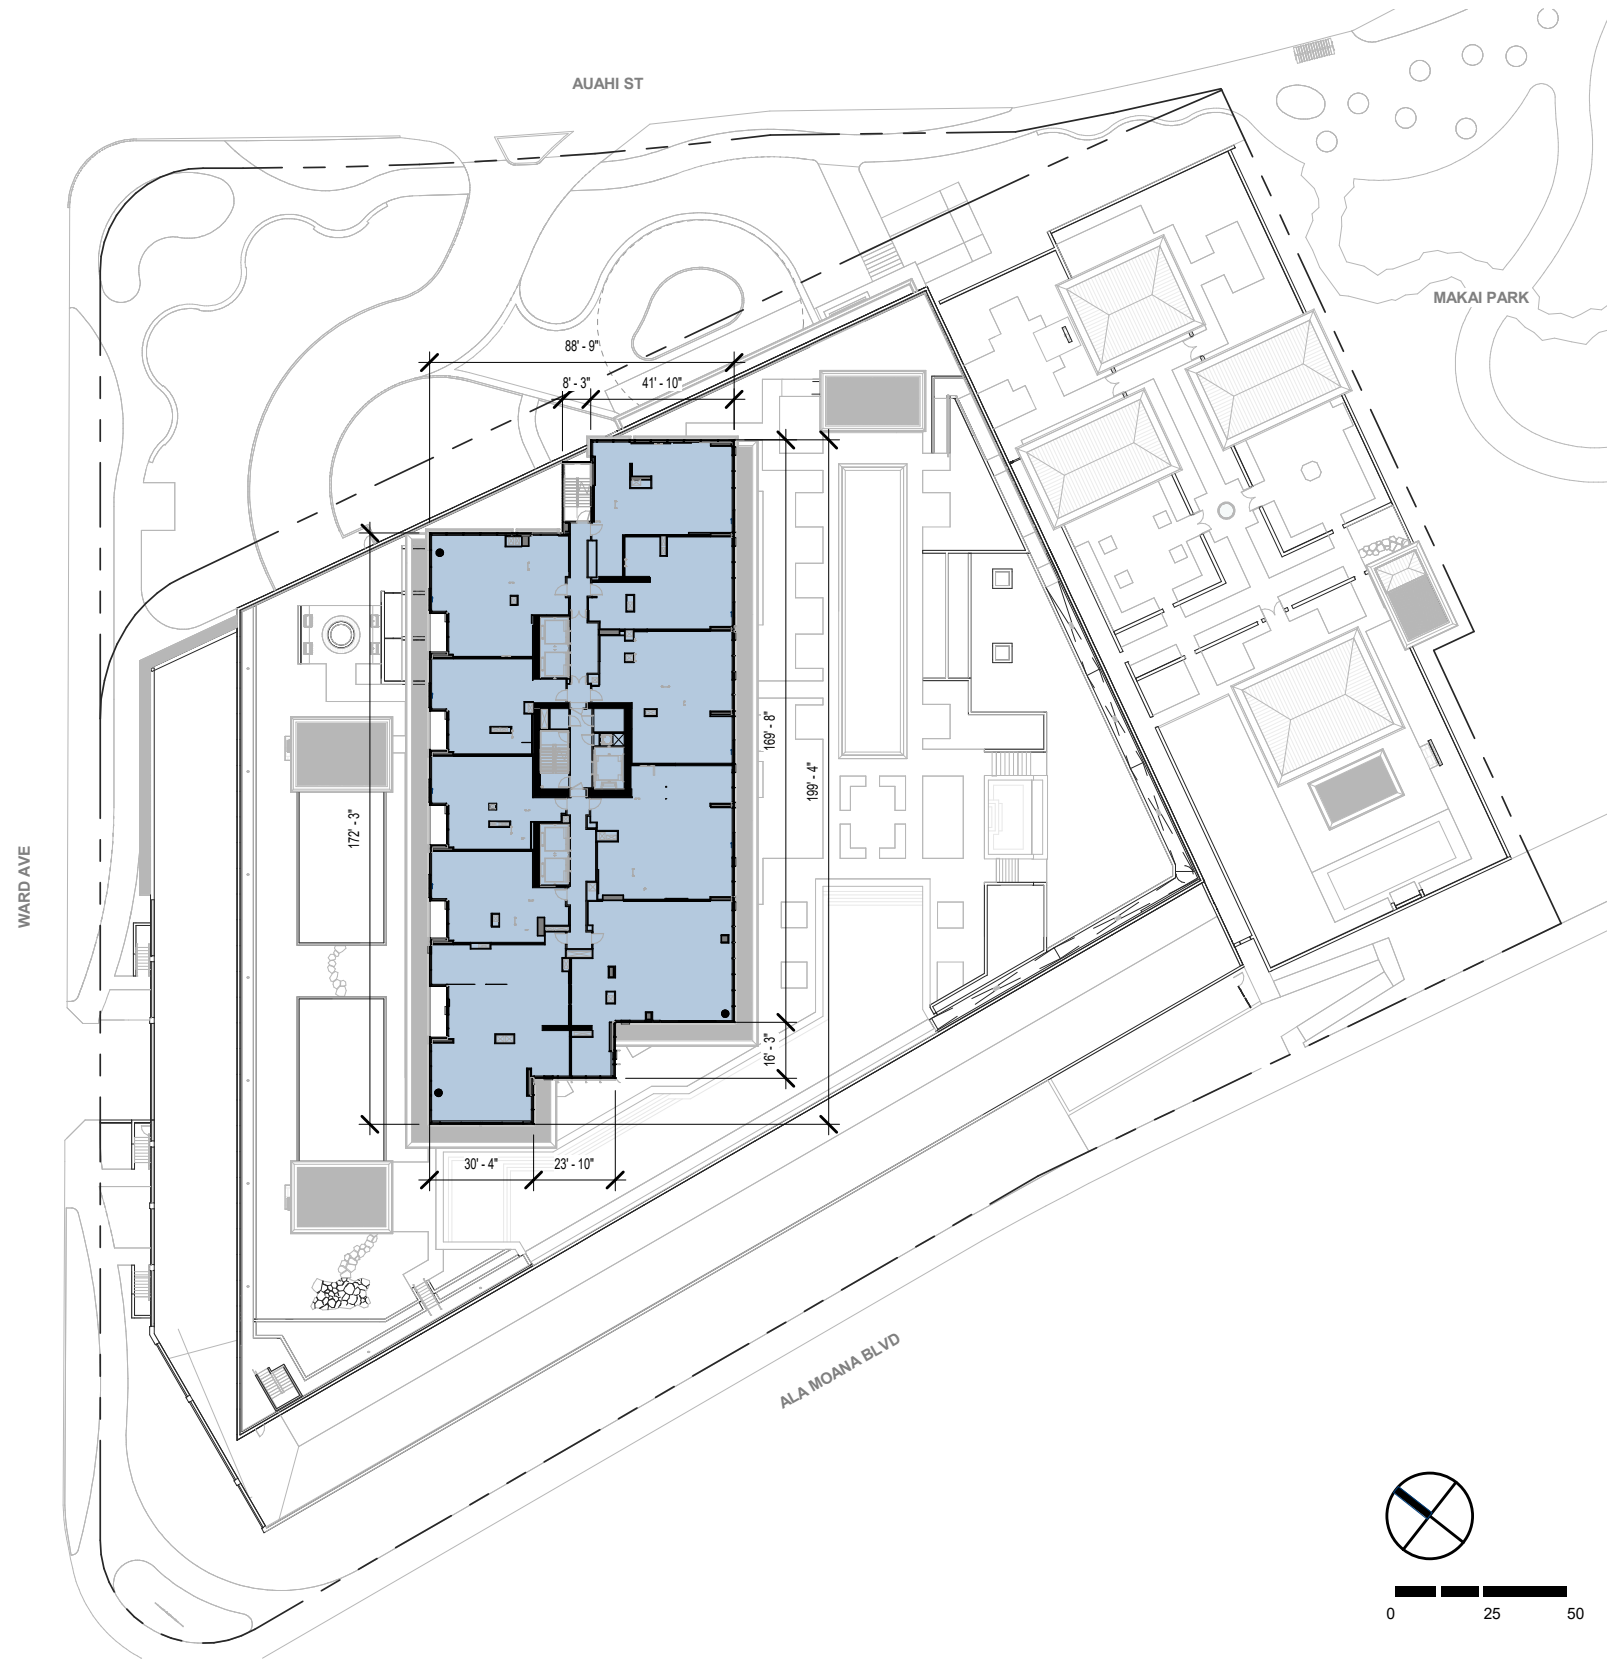 AUAHI ST
MAKAI PARK
88' - 9"
8' - 3"
41' - 10"
169' - 8"
199' - 4"
172' - 3"
WARD AVE
16' - 3"
30' - 4"
23' - 10"
ALA MOANA BLVD
0 25 50